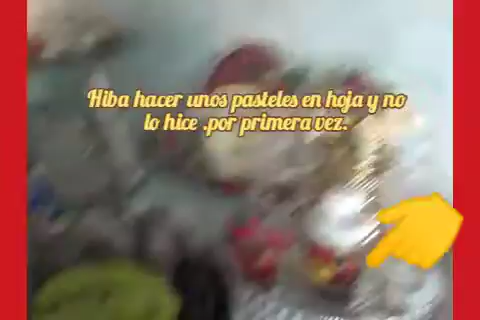 Hiba hacer unos pasteles en hoja y no
lo hice .por primera vez.